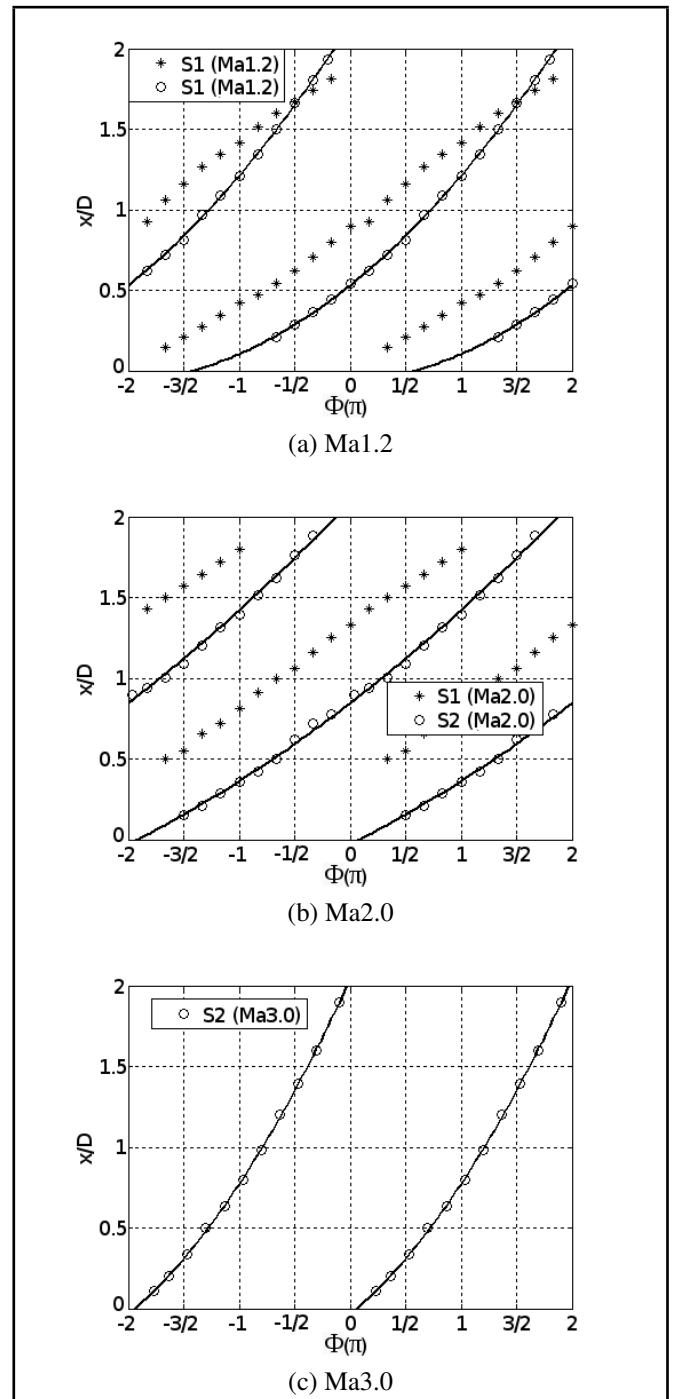 2
1.5
1
0.5
0
x/D
* S1 (Ma1.2)
○ S1 (Ma1.2)
-2 -3/2 -1 -1/2 0 1/2 1 3/2 2
Φ(π)
(a) Ma1.2
2
1.5
1
0.5
0
x/D
* S1 (Ma2.0)
○ S2 (Ma2.0)
-2 -3/2 -1 -1/2 0 1/2 1 3/2 2
Φ(π)
(b) Ma2.0
2
1.5
1
0.5
0
x/D
○ S2 (Ma3.0)
-2 -3/2 -1 -1/2 0 1/2 1 3/2 2
Φ(π)
(c) Ma3.0